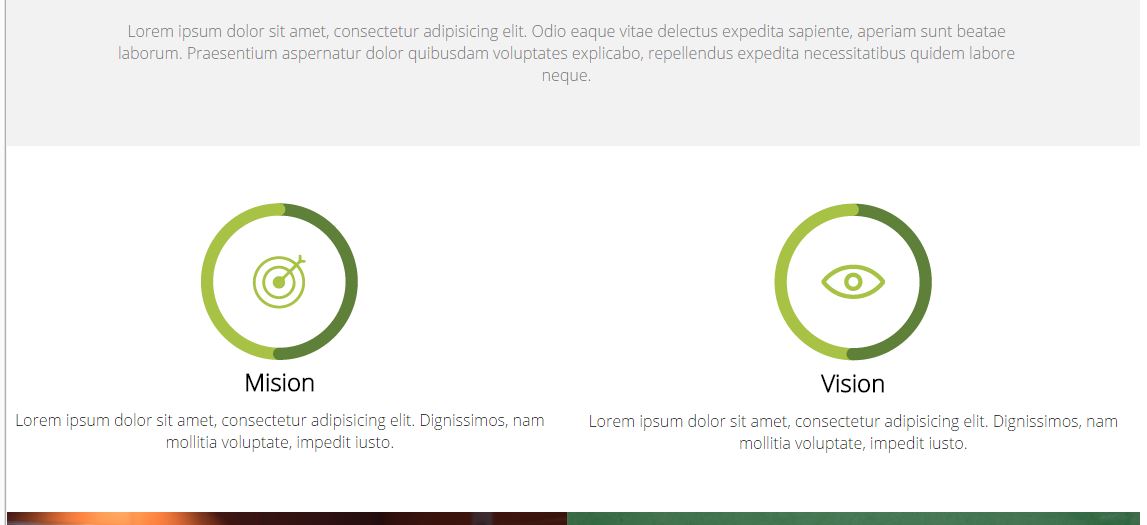 Lorem ipsum dolor sit amet, consectetur adipisicing elit. Odio eaque vitae delectus expedita sapiente, aperiam sunt beatae
laborum. Praesentium aspernatur dolor quibusdam voluptates explicabo, repellendus expedita necessitatibus quidem labore
neque.
Mision
Lorem ipsum dolor sit amet, consectetur adipisicing elit. Dignissimos, nam
mollitia voluptate, impedit iusto.
Vision
Lorem ipsum dolor sit amet, consectetur adipisicing elit. Dignissimos, nam
mollitia voluptate, impedit iusto.